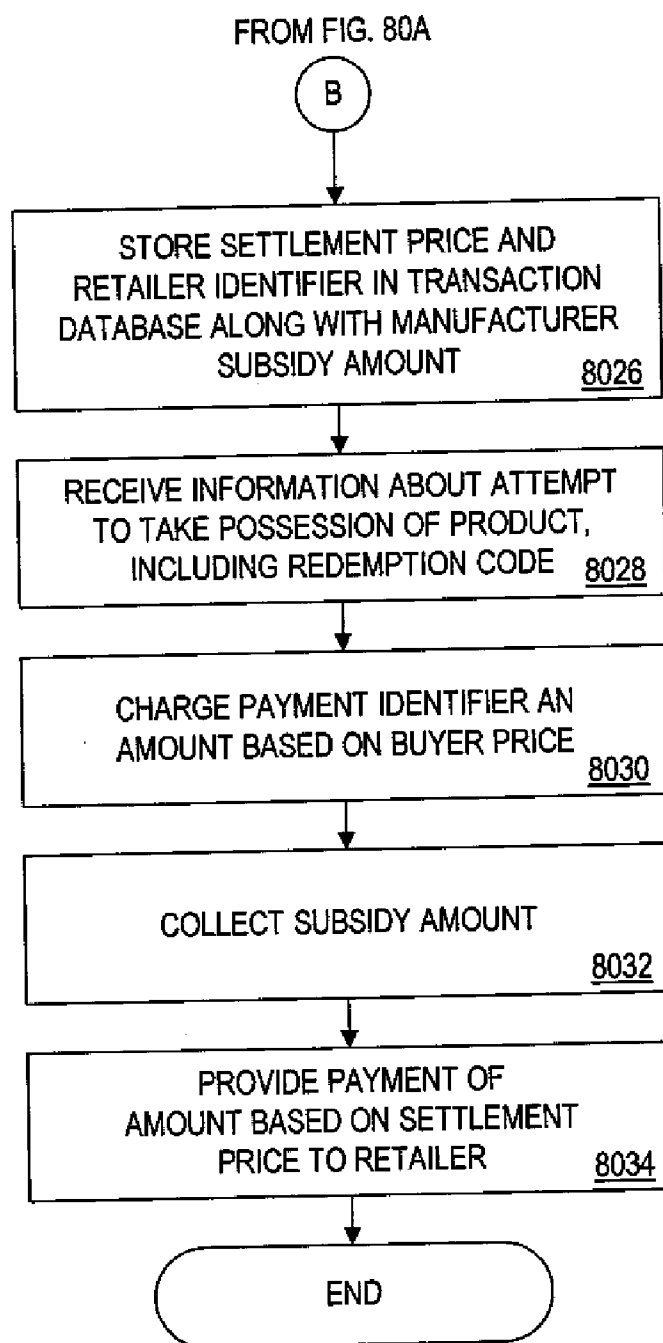 FROM FIG. 80A
B
STORE SETTLEMENT PRICE AND
RETAILER IDENTIFIER IN TRANSACTION
DATABASE ALONG WITH MANUFACTURER
SUBSIDY AMOUNT 8026
RECEIVE INFORMATION ABOUT ATTEMPT
TO TAKE POSSESSION OF PRODUCT,
INCLUDING REDEMPTION CODE 8028
CHARGE PAYMENT IDENTIFIER AN
AMOUNT BASED ON BUYER PRICE
8030
COLLECT SUBSIDY AMOUNT
8032
PROVIDE PAYMENT OF
AMOUNT BASED ON SETTLEMENT
PRICE TO RETAILER 8034
END